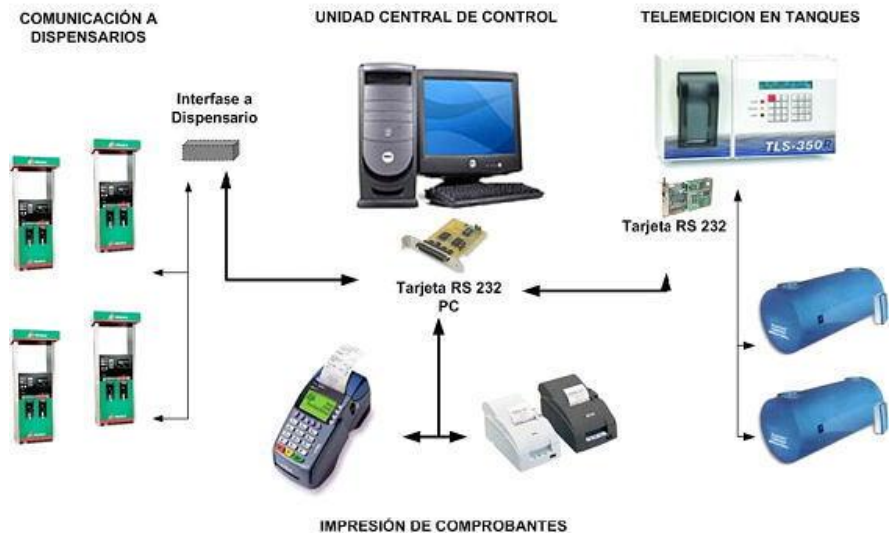 COMUNICACIÓN A
DISPENSARIOS
UNIDAD CENTRAL DE CONTROL
TELEMEDICION EN TANQUES
Interfase a
Dispensario
TLS-350R
Tarjeta RS 232
Tarjeta RS 232
PC
IMPRESIÓN DE COMPROBANTES